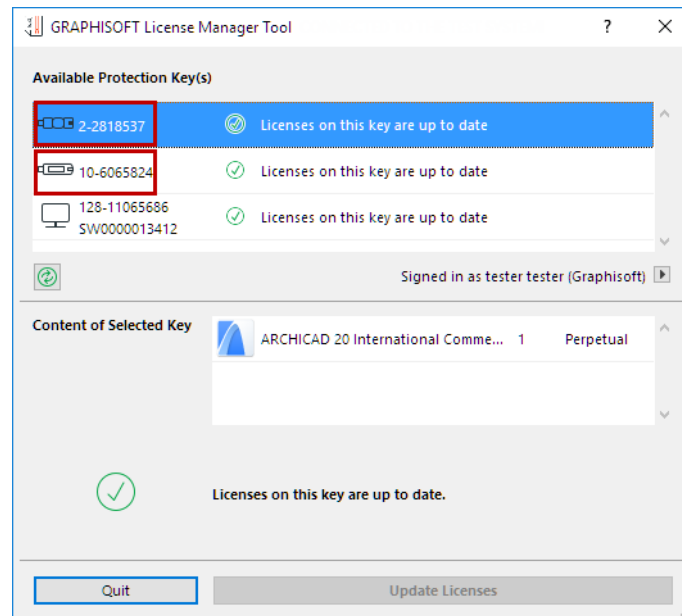 GRAPHISOFT License Manager Tool
Available Protection Key(s)
2-2818537 Licenses on this key are up to date
10-6065824 Licenses on this key are up to date
128-11065686
SW0000013412 Licenses on this key are up to date
Signed in as tester tester (Graphisoft)
Content of Selected Key ARCHICAD 20 International Comme... 1 Perpetual
Licenses on this key are up to date.
Quit Update Licenses